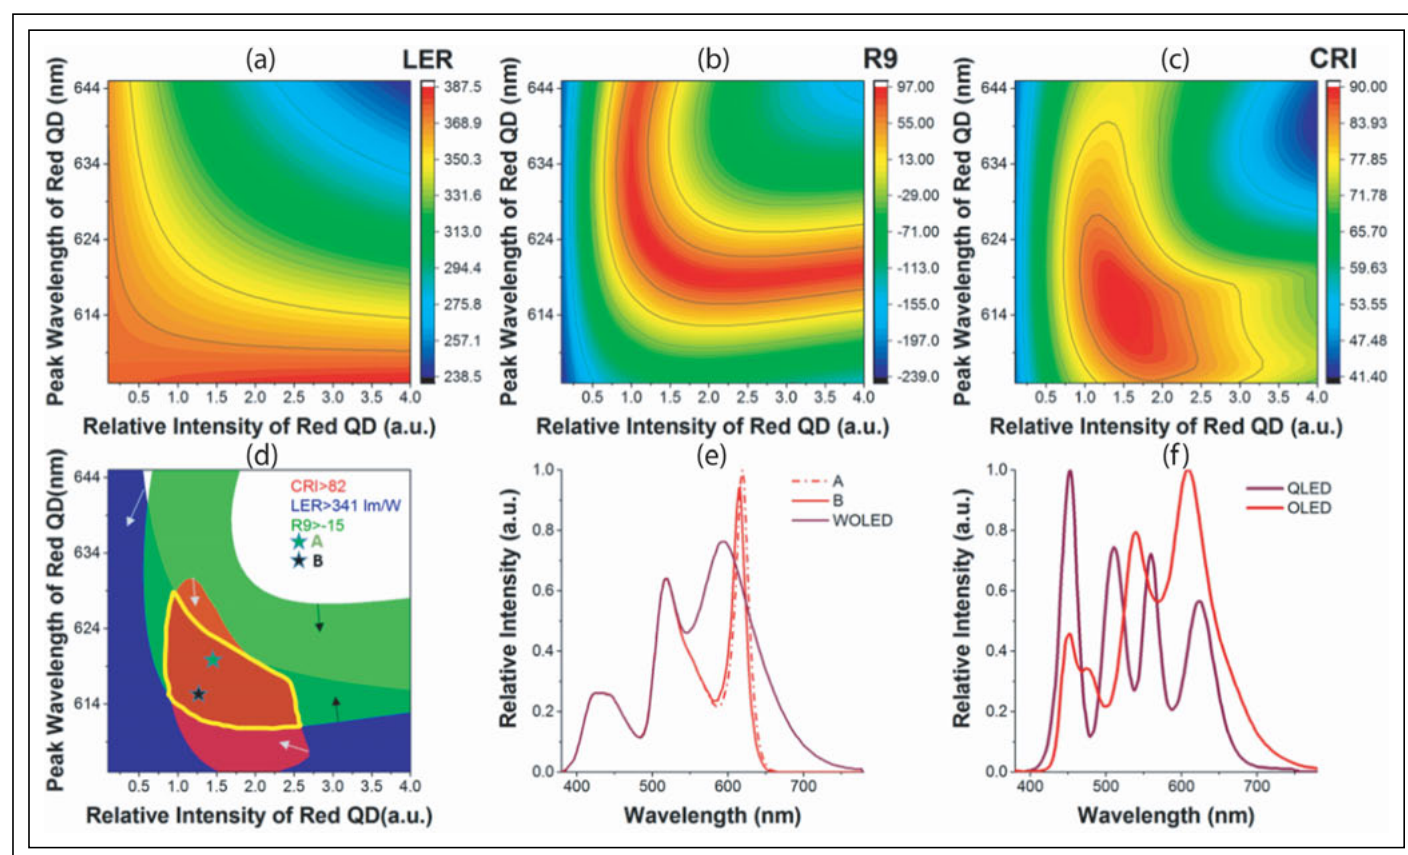 (a) LER
Peak Wavelength of Red QD (nm)
644
634
624
614
0.5 1.0 1.5 2.0 2.5 3.0 3.5 4.0
Relative Intensity of Red QD (a.u.)
387.5
368.9
350.3
331.6
313.0
294.4
275.8
257.1
238.5
(b) R9
Peak Wavelength of Red QD (nm)
644
634
624
614
0.5 1.0 1.5 2.0 2.5 3.0 3.5 4.0
Relative Intensity of Red QD (a.u.)
97.00
55.00
13.00
-29.00
-71.00
-113.0
-155.0
-197.0
-239.0
(c) CRI
Peak Wavelength of Red QD (nm)
644
634
624
614
0.5 1.0 1.5 2.0 2.5 3.0 3.5 4.0
Relative Intensity of Red QD (a.u.)
90.00
83.93
77.85
71.78
65.70
59.63
53.55
47.48
41.40
(d)
Peak Wavelength of Red QD(nm)
644
634
624
614
CRI>82
LER>341 lm/W
R9>-15
A
B
0.5 1.0 1.5 2.0 2.5 3.0 3.5 4.0
Relative Intensity of Red QD(a.u.)
(e)
Relative Intensity (a.u.)
1.0
0.8
0.6
0.4
0.2
0.0
A
B
WOLED
400 500 600 700
Wavelength (nm)
(f)
Relative Intensity (a.u.)
1.0
0.8
0.6
0.4
0.2
0.0
QLED
OLED
400 500 600 700
Wavelength (nm)